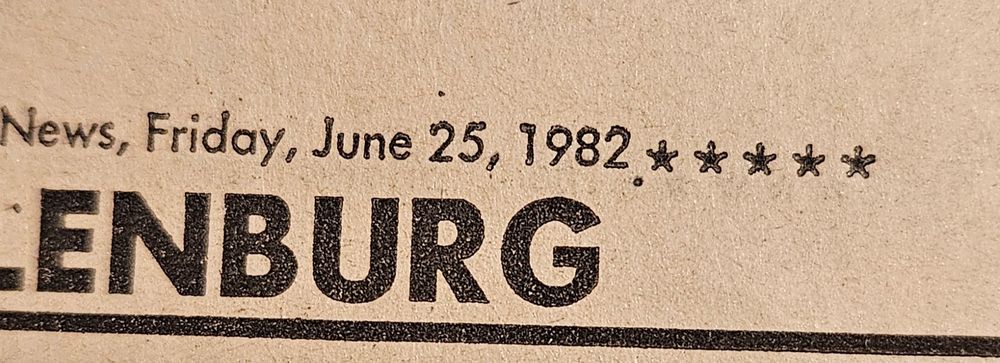 News, Friday, June 25, 1982 ★★★★★
LENBURG